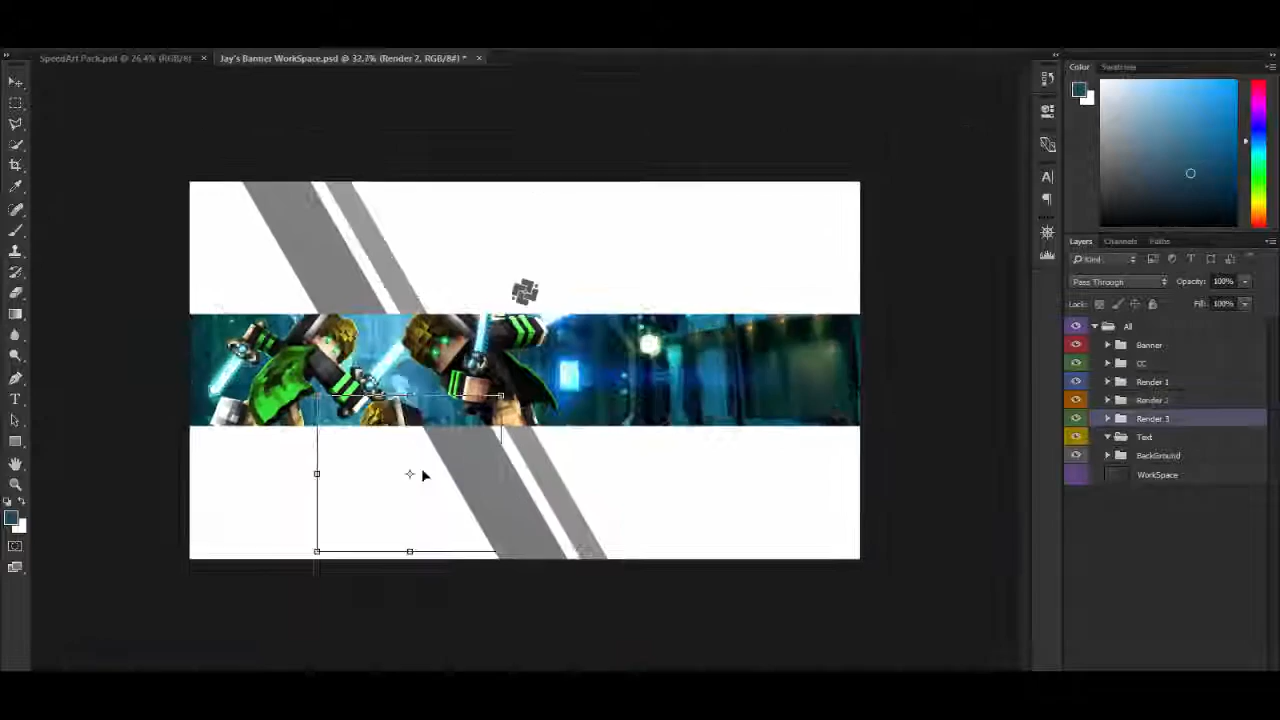 SpeedArt Pack.psd @ 26,4% (RGB/8)
Jay's Banner WorkSpace.psd @ 32,7% (Render 2, RGB/8#) *
Color
Swatches
Layers
Channels
Paths
Kind
Pass Through
Opacity:
100%
Lock:
Fill:
100%
All
Banner
CC
Render 1
Render 2
Render 3
Text
BackGround
WorkSpace